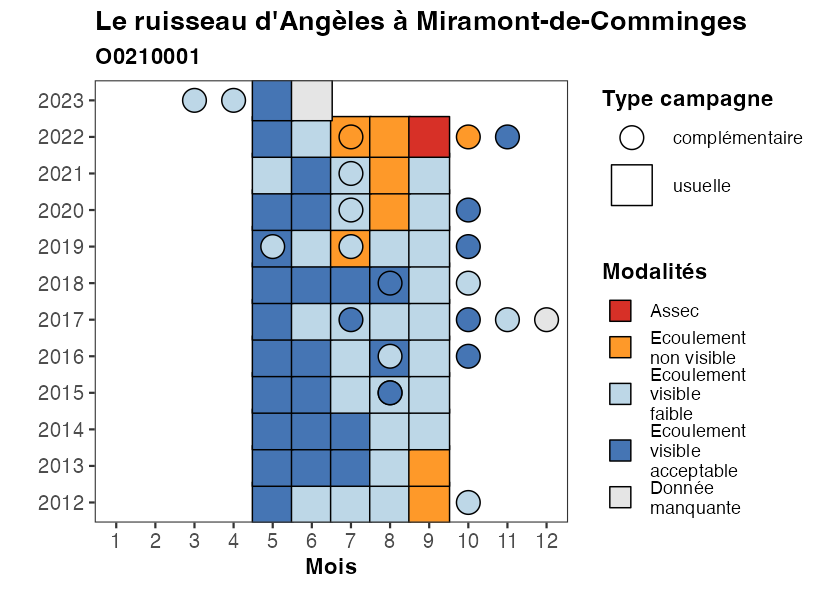 Le ruisseau d'Angèles à Miramont-de-Comminges
O0210001
2023
2022
2021
2020
2019
2018
2017
2016
2015
2014
2013
2012
1 2 3 4 5 6 7 8 9 10 11 12
Mois
Type campagne
complémentaire
usuelle
Modalités
Assec
Ecoulement
non visible
Ecoulement
visible
faible
Ecoulement
visible
acceptable
Donnée
manquante